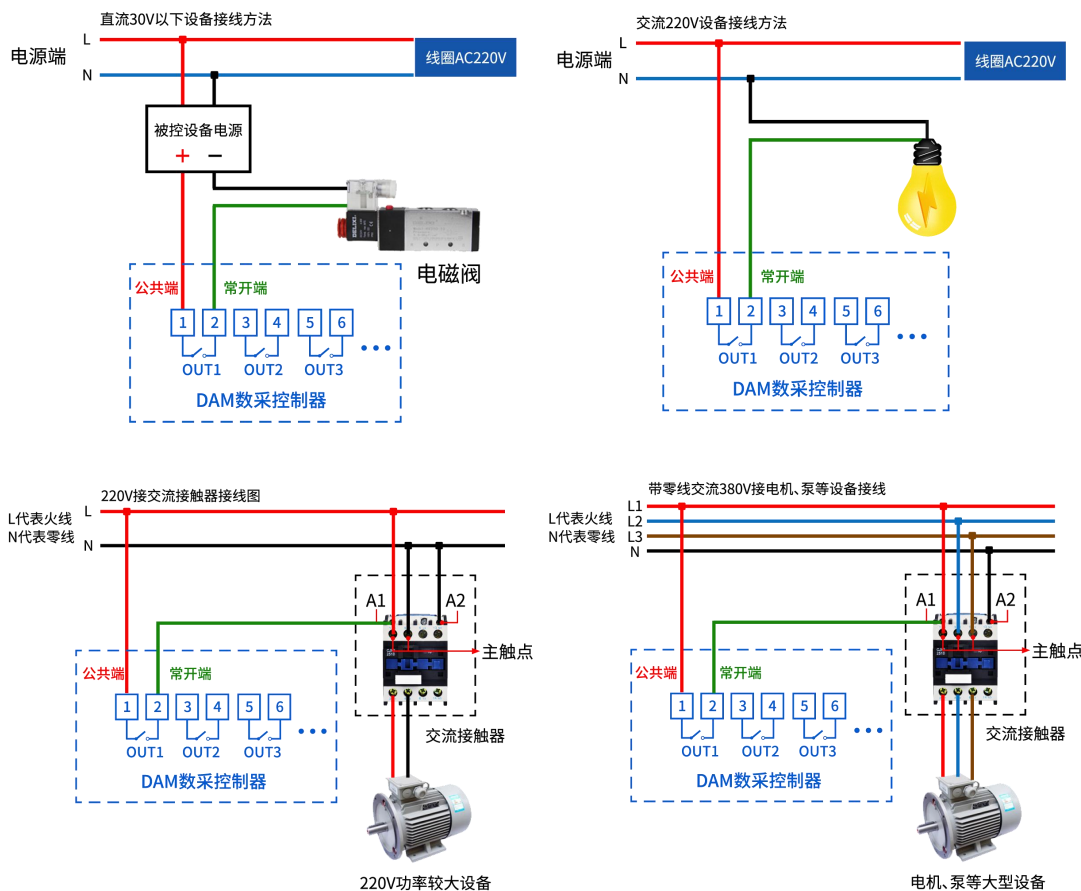 直流30V以下设备接线方法
L
电源端
N
线圈AC220V
被控设备电源
+ −
DELIXI
电磁阀
公共端
常开端
1 2 3 4 5 6
OUT1 OUT2 OUT3
DAM数采控制器
交流220V设备接线方法
L
电源端
N
线圈AC220V
公共端
常开端
1 2 3 4 5 6
OUT1 OUT2 OUT3
DAM数采控制器
220V接交流接触器接线图
L代表火线
N代表零线
L
N
A1 A2
主触点
公共端
常开端
1 2 3 4 5 6
OUT1 OUT2 OUT3
DAM数采控制器
交流接触器
220V功率较大设备
带零线交流380V接电机、泵等设备接线
L代表火线
N代表零线
L1
L2
L3
N
A1 A2
主触点
公共端
常开端
1 2 3 4 5 6
OUT1 OUT2 OUT3
DAM数采控制器
交流接触器
电机、泵等大型设备